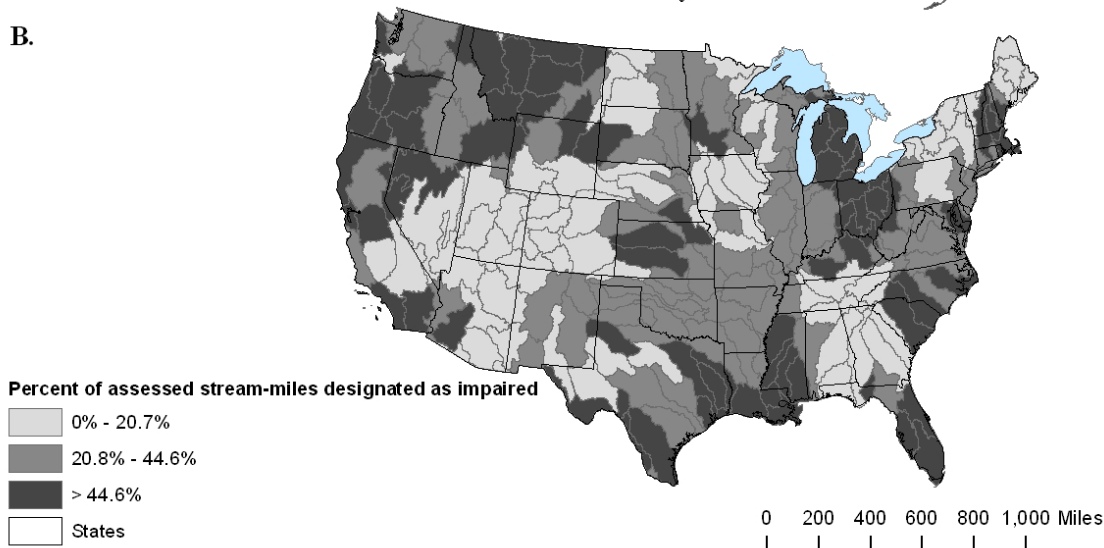 B.
Percent of assessed stream-miles designated as impaired
0% - 20.7%
20.8% - 44.6%
> 44.6%
States
0 200 400 600 800 1,000 Miles